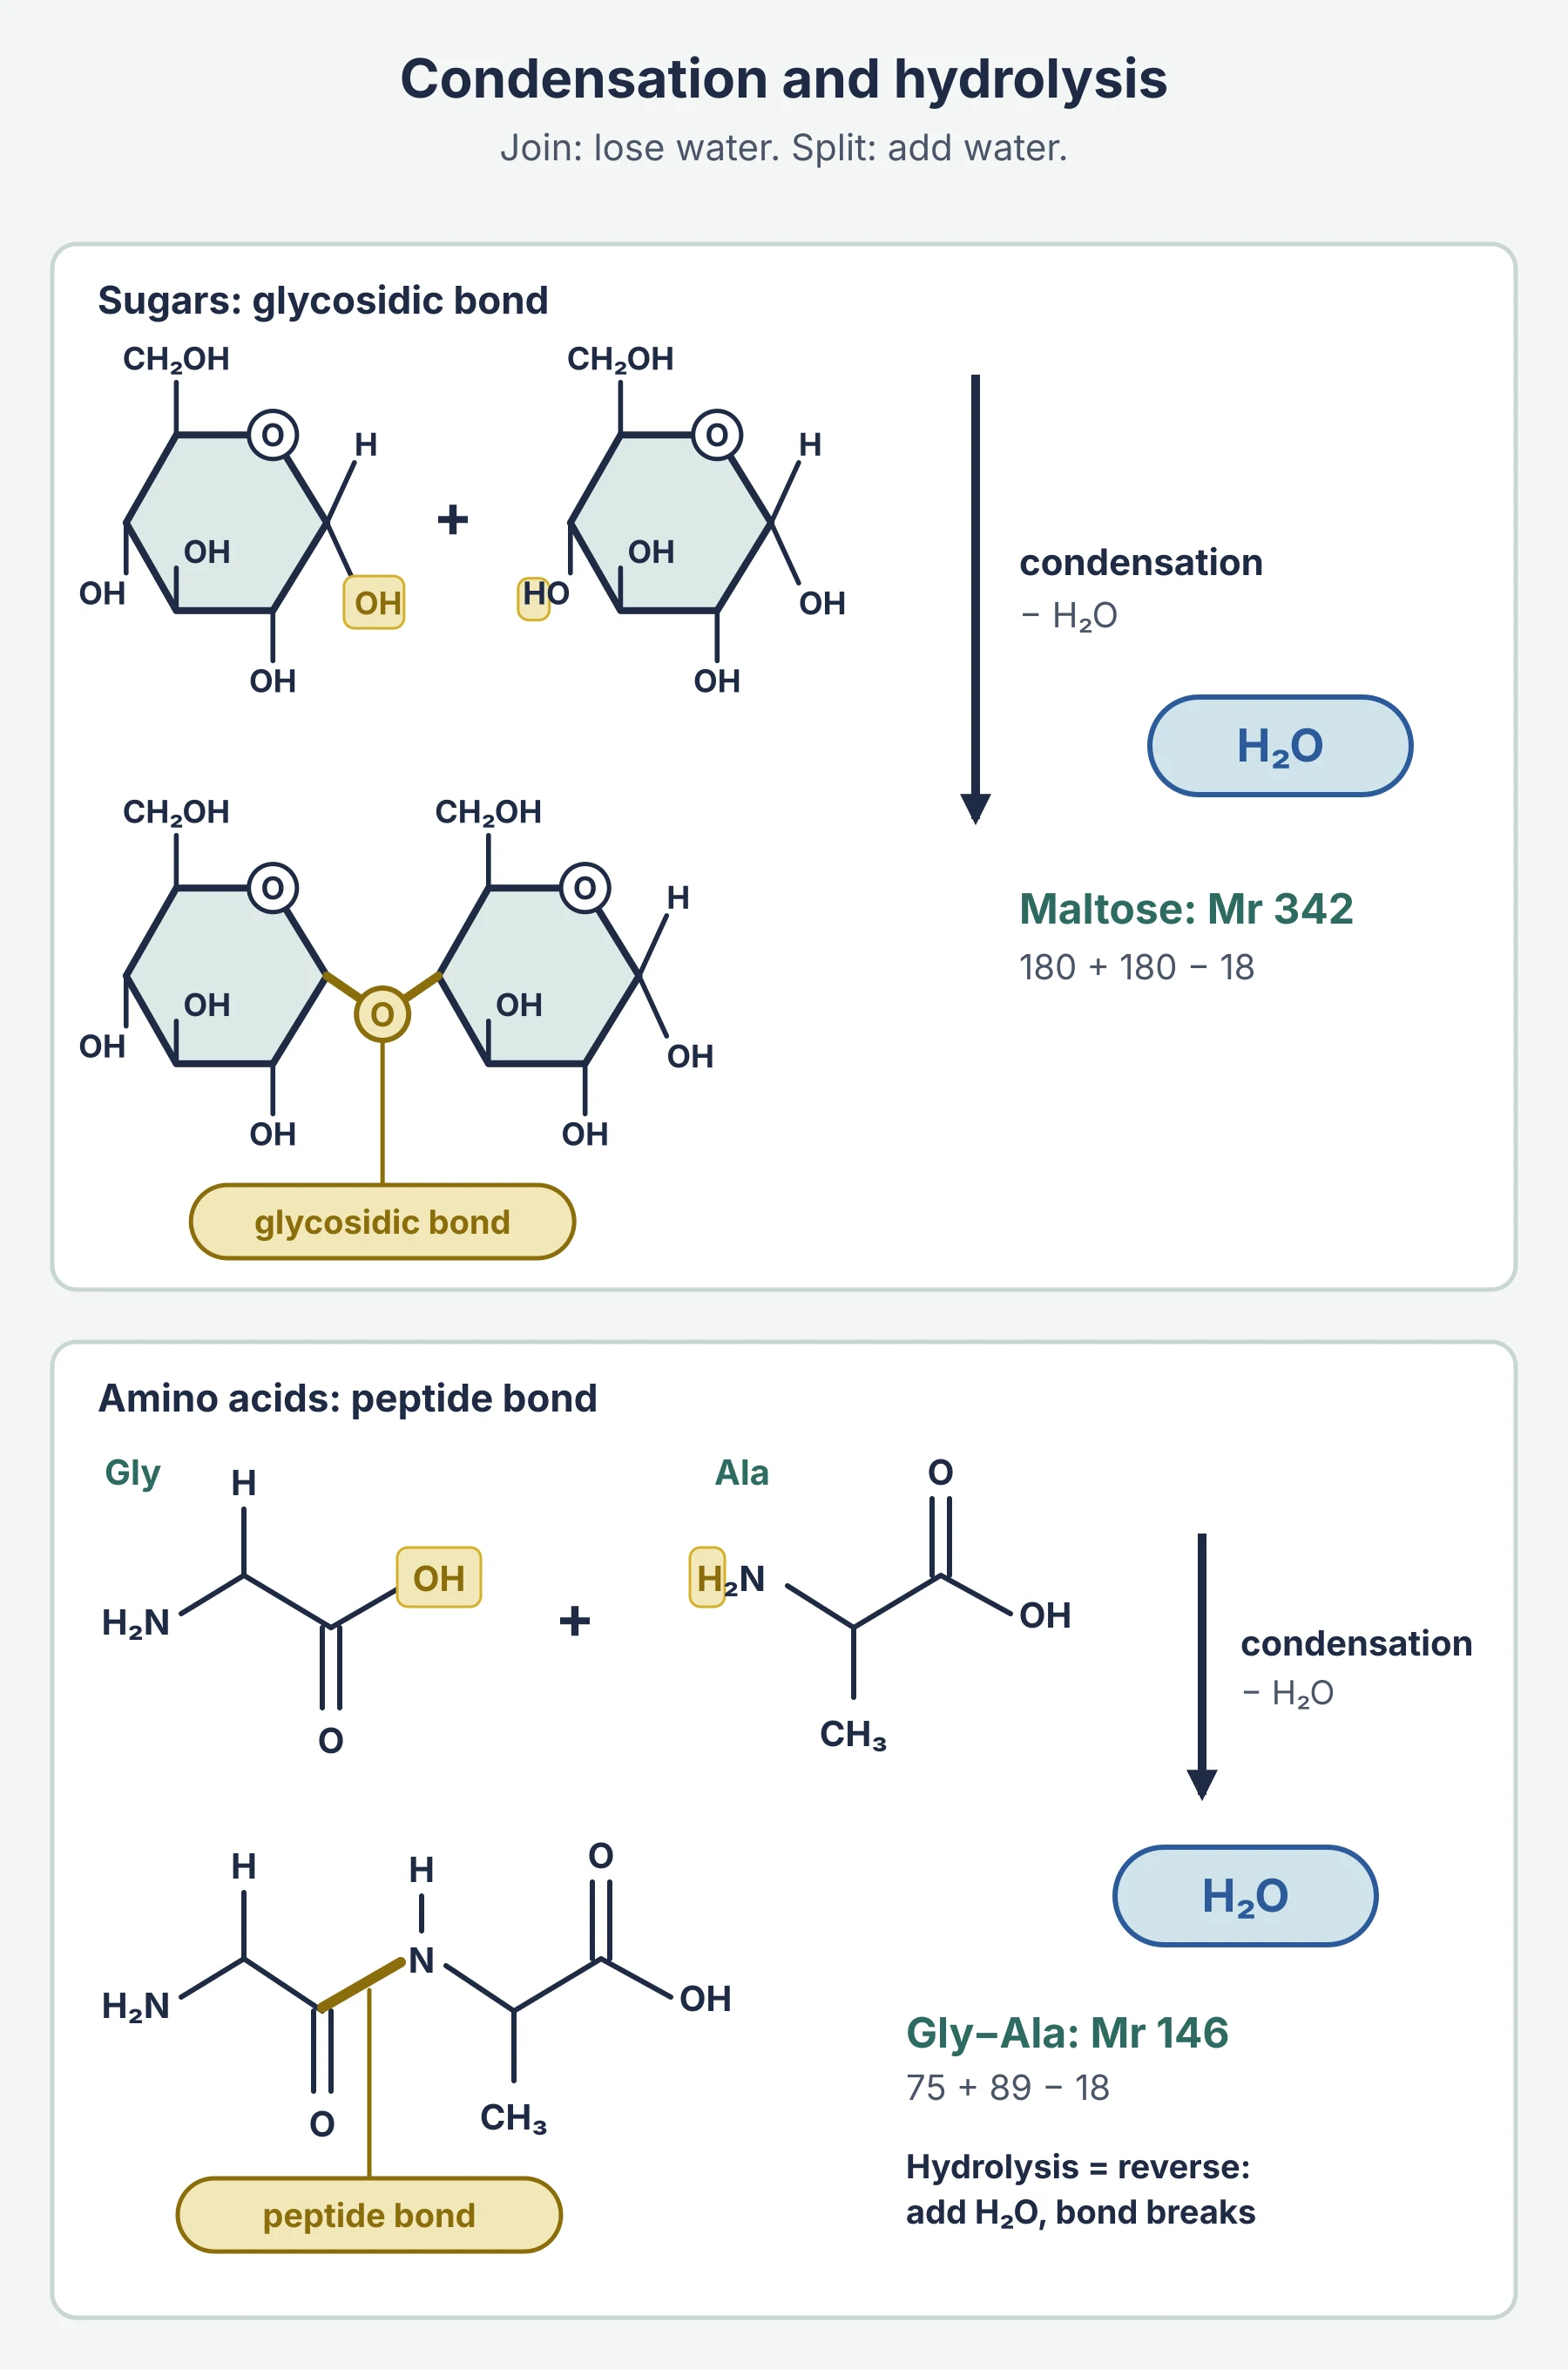 Condensation and hydrolysis
Join: lose water. Split: add water.
Sugars: glycosidic bond
CH₂OH
O
H
OH
OH
OH
OH
+
CH₂OH
O
H
OH
HO
OH
OH
condensation
− H₂O
H₂O
CH₂OH
O
OH
OH
OH
O
CH₂OH
O
H
OH
OH
OH
glycosidic bond
Maltose: Mr 342
180 + 180 − 18
Amino acids: peptide bond
Gly
H
H₂N
OH
O
+
Ala
O
H₂N
OH
CH₃
condensation
− H₂O
H₂O
H
H₂N
O
H
N
O
OH
CH₃
peptide bond
Gly–Ala: Mr 146
75 + 89 − 18
Hydrolysis = reverse:
add H₂O, bond breaks